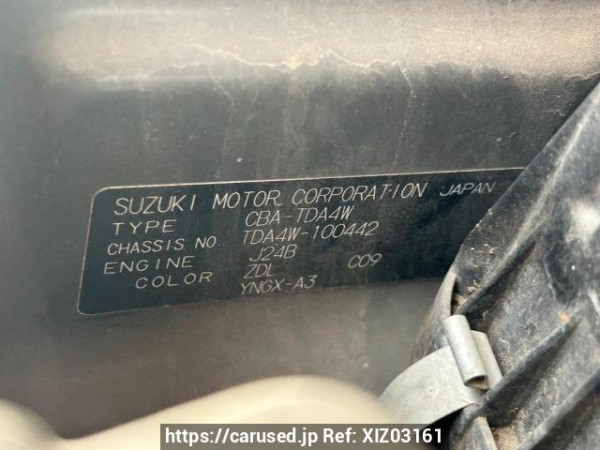 SUZUKI MOTOR CORPORATION JAPAN
TYPE CBA-TDA4W
CHASSIS NO TDA4W-100442
ENGINE J24B
COLOR ZDL C09
YNGX-A3
https://carused.jp Ref: XIZ03161